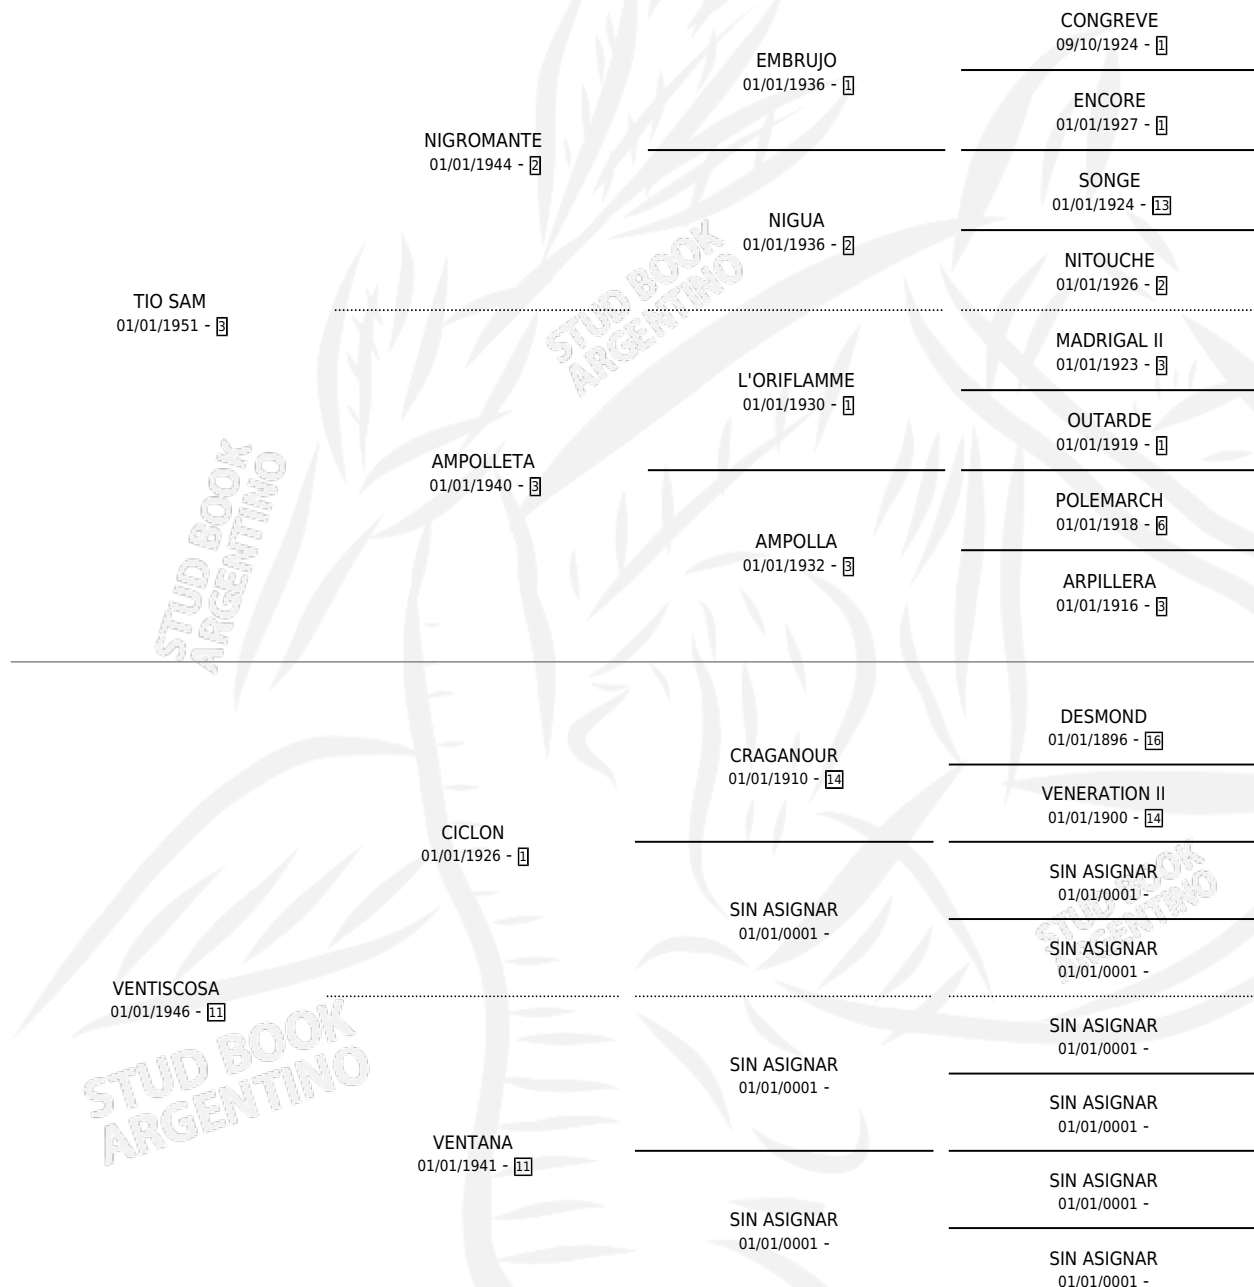 CONGREVE
09/10/1924 - 1
EMBRUJO
01/01/1936 - 1
ENCORE
01/01/1927 - 1
NIGROMANTE
01/01/1944 - 2
SONGE
01/01/1924 - 13
NIGUA
01/01/1936 - 2
NITOUCHE
01/01/1926 - 2
TIO SAM
01/01/1951 - 3
MADRIGAL II
01/01/1923 - 3
L'ORIFLAMME
01/01/1930 - 1
OUTARDE
01/01/1919 - 1
AMPOLLETA
01/01/1940 - 3
POLEMARCH
01/01/1918 - 6
AMPOLLA
01/01/1932 - 3
ARPILLERA
01/01/1916 - 3
DESMOND
01/01/1896 - 16
CRAGANOUR
01/01/1910 - 14
VENERATION II
01/01/1900 - 14
CICLON
01/01/1926 - 1
SIN ASIGNAR
01/01/0001 -
SIN ASIGNAR
01/01/0001 -
SIN ASIGNAR
01/01/0001 -
VENTISCOSA
01/01/1946 - 11
SIN ASIGNAR
01/01/0001 -
SIN ASIGNAR
01/01/0001 -
SIN ASIGNAR
01/01/0001 -
VENTANA
01/01/1941 - 11
SIN ASIGNAR
01/01/0001 -
SIN ASIGNAR
01/01/0001 -
SIN ASIGNAR
01/01/0001 -
STUD BOOK
ARGENTINO
STUD BOOK
ARGENTINO
STUD BOOK
ARGENTINO
STUD BOOK
ARGENTINO